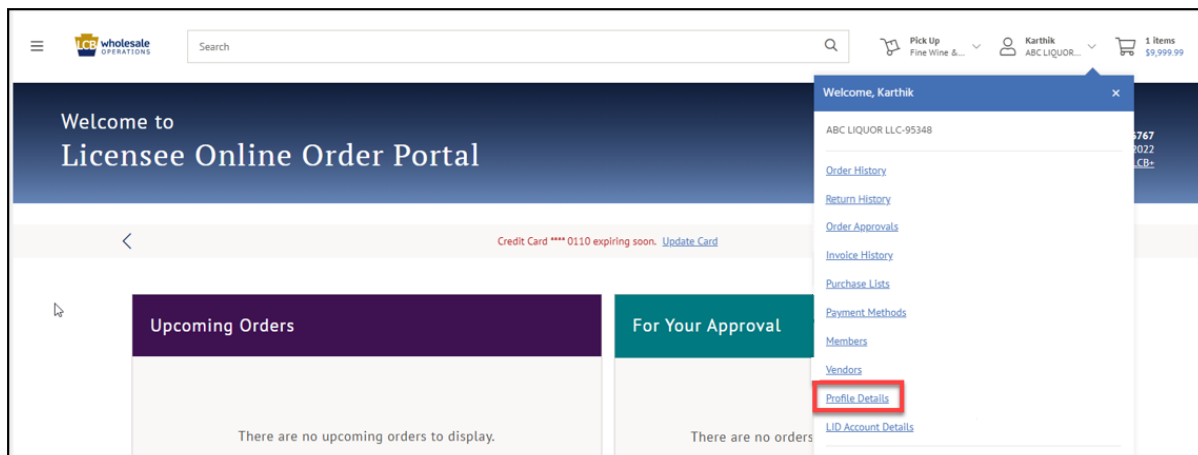 LCB wholesale
OPERATIONS
Search
Pick Up
Fine Wine &...
Karthik
ABC LIQUOR...
1 items
$9,999.99
Welcome to
Licensee Online Order Portal
Welcome, Karthik
×
ABC LIQUOR LLC-95348
Order History
Return History
Order Approvals
Invoice History
Purchase Lists
Payment Methods
Members
Vendors
Profile Details
LID Account Details
5767
2022
LCB+
Credit Card **** 0110 expiring soon. Update Card
Upcoming Orders
There are no upcoming orders to display.
For Your Approval
There are no orders